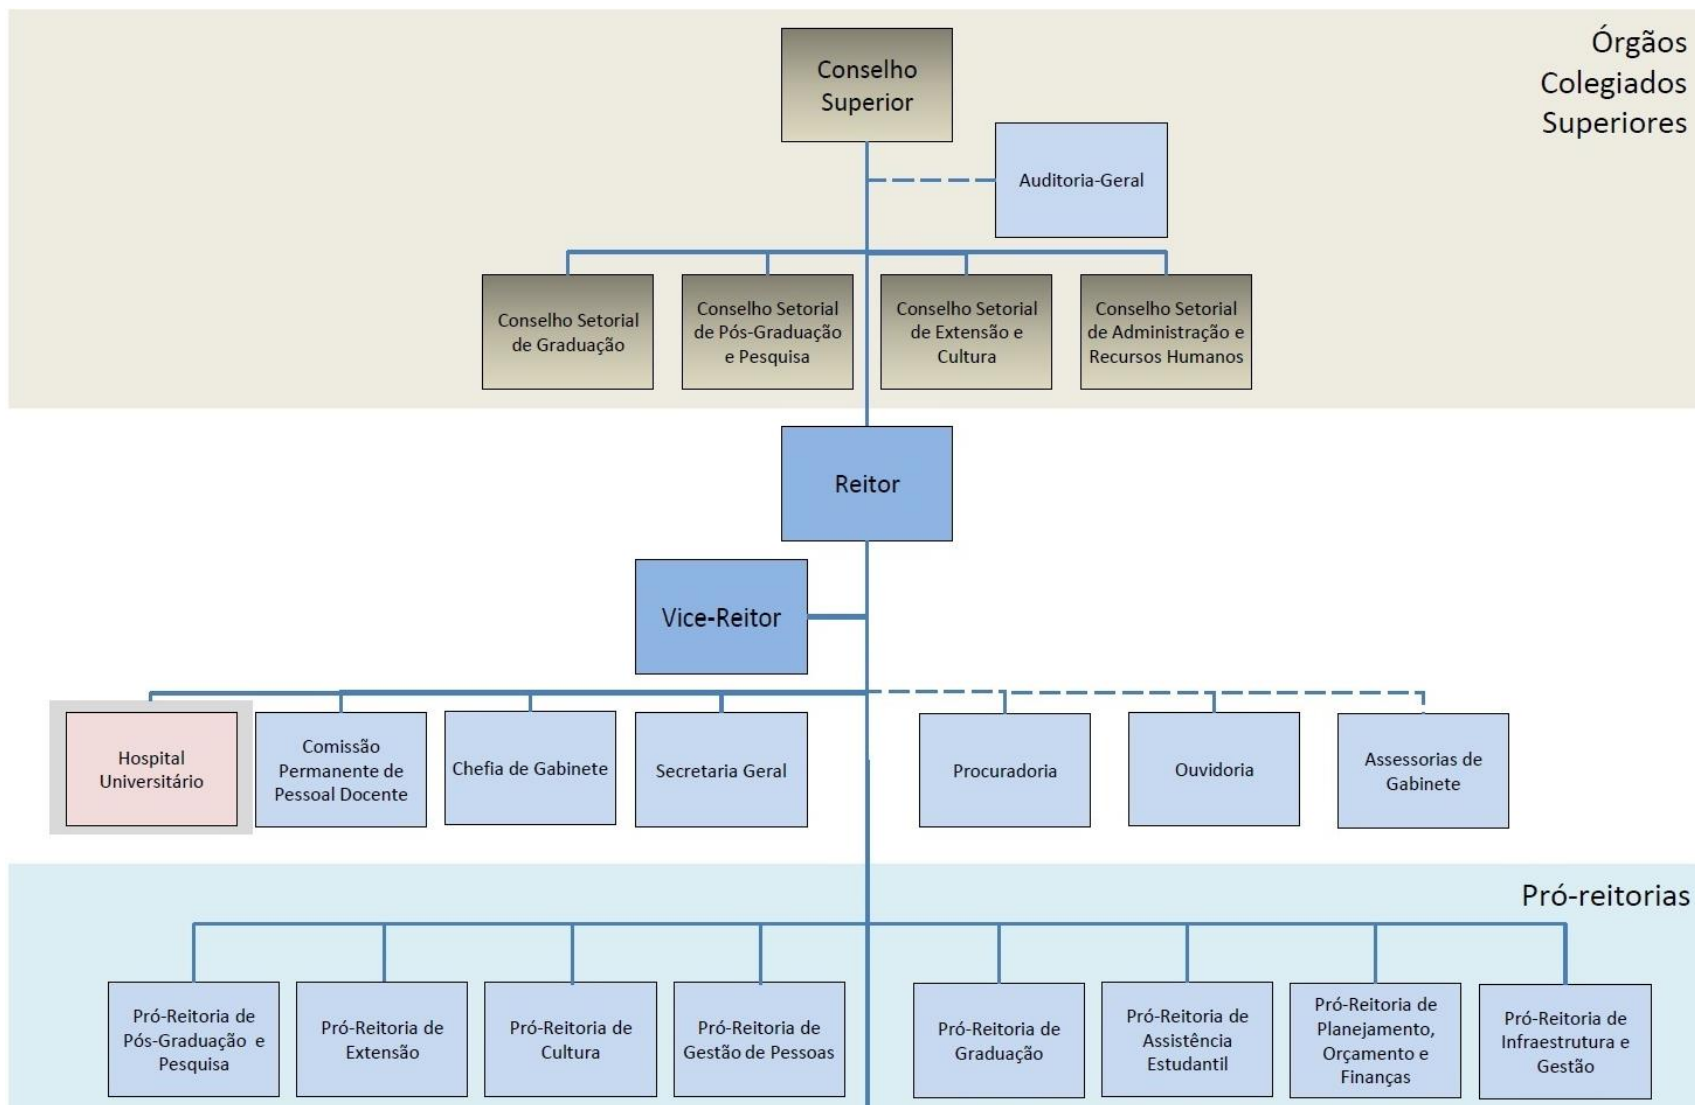 Órgãos
Colegiados
Superiores
Conselho
Superior
Auditoria-Geral
Conselho Setorial
de Graduação
Conselho Setorial
de Pós-Graduação
e Pesquisa
Conselho Setorial
de Extensão e
Cultura
Conselho Setorial
de Administração e
Recursos Humanos
Reitor
Vice-Reitor
Hospital
Universitário
Comissão
Permanente de
Pessoal Docente
Chefia de Gabinete
Secretaria Geral
Procuradoria
Ouvidoria
Assessorias de
Gabinete
Pró-reitorias
Pró-Reitoria de
Pós-Graduação e
Pesquisa
Pró-Reitoria de
Extensão
Pró-Reitoria de
Cultura
Pró-Reitoria de
Gestão de Pessoas
Pró-Reitoria de
Graduação
Pró-Reitoria de
Assistência
Estudantil
Pró-Reitoria de
Planejamento,
Orçamento e
Finanças
Pró-Reitoria de
Infraestrutura e
Gestão